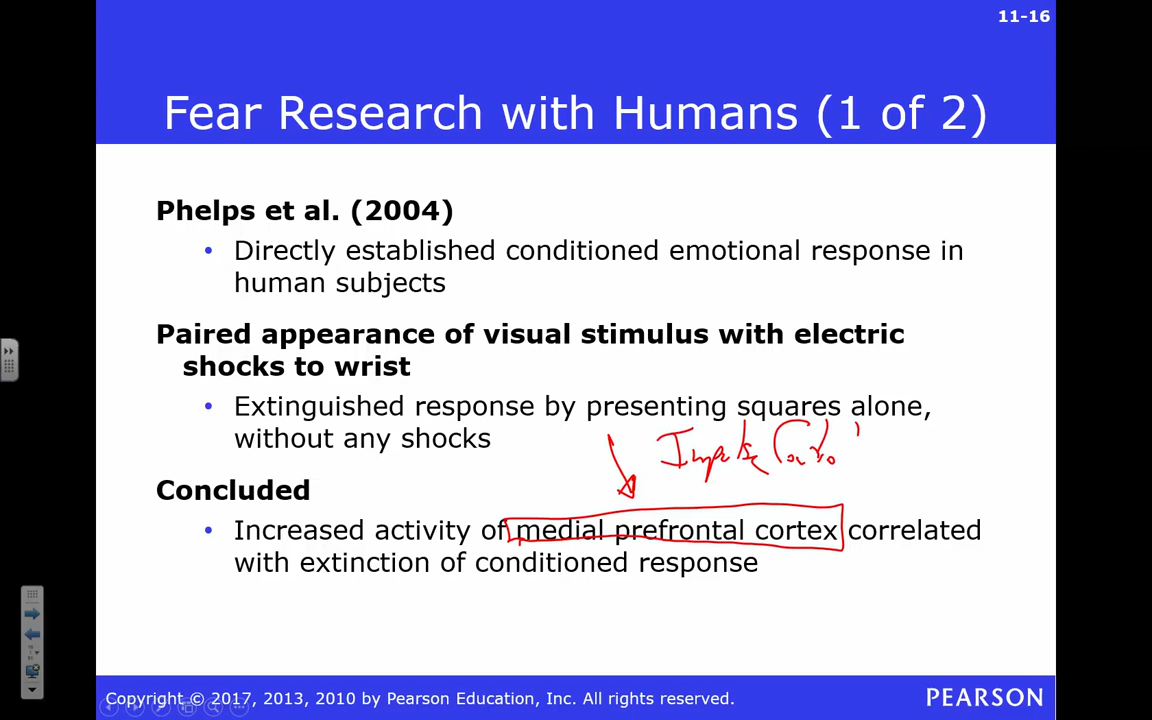 11-16
Fear Research with Humans (1 of 2)
Phelps et al. (2004)
• Directly established conditioned emotional response in
human subjects
Paired appearance of visual stimulus with electric
shocks to wrist
• Extinguished response by presenting squares alone,
without any shocks
Concluded
• Increased activity of medial prefrontal cortex correlated
with extinction of conditioned response
Copyright © 2017, 2013, 2010 by Pearson Education, Inc. All rights reserved.
PEARSON